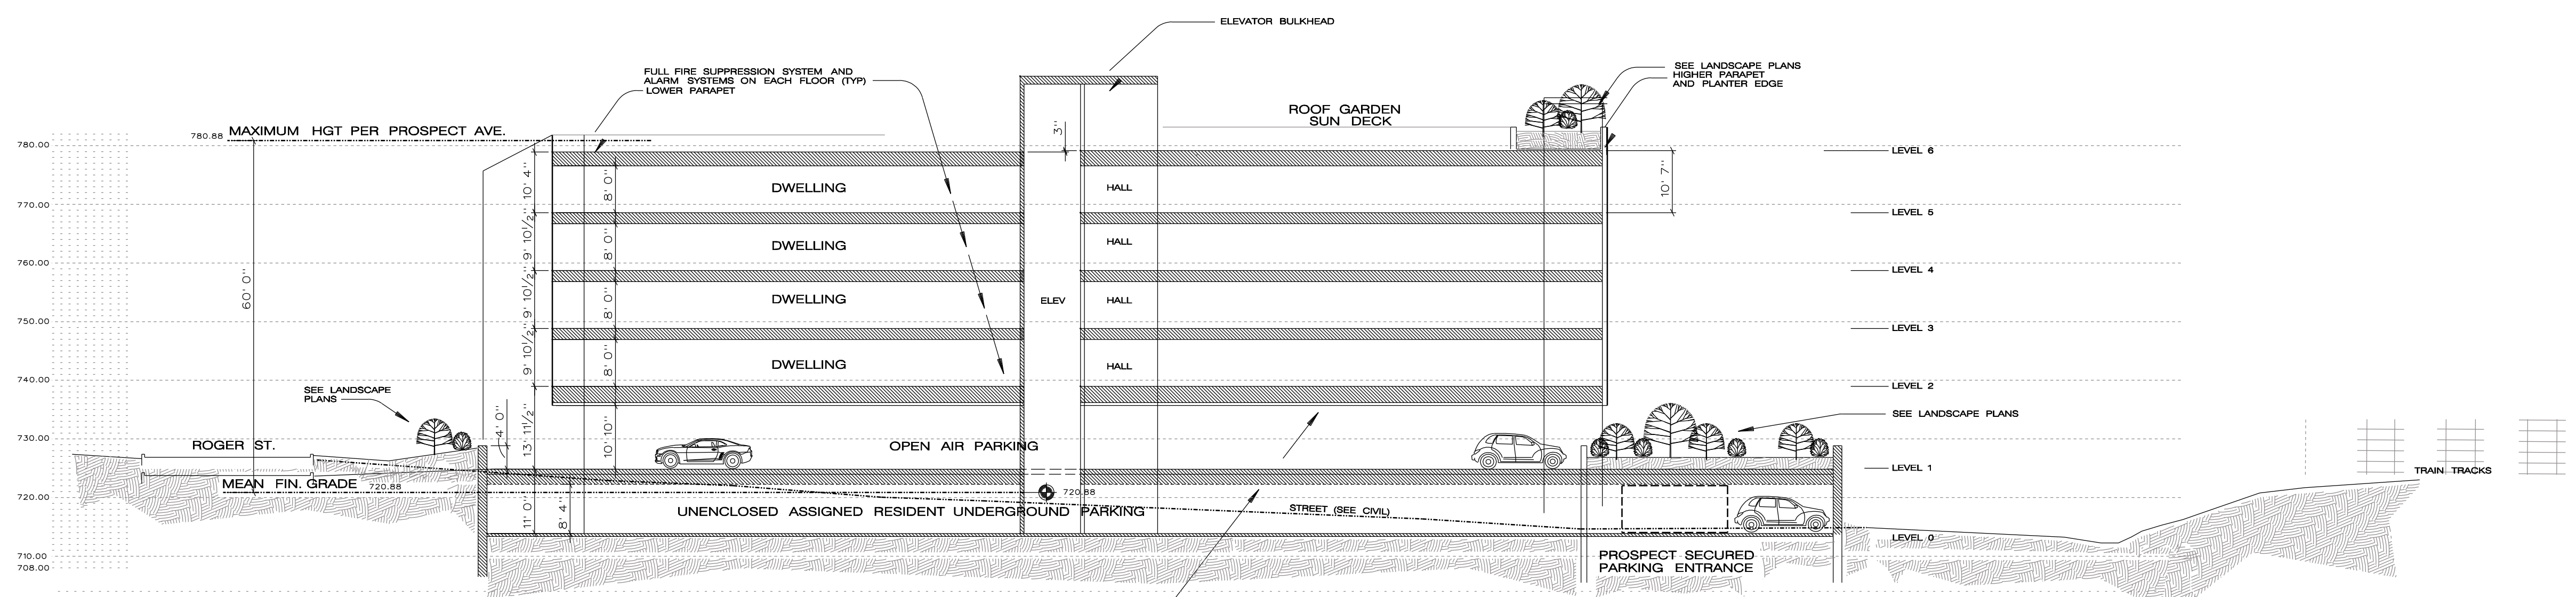 ELEVATOR BULKHEAD
FULL FIRE SUPPRESSION SYSTEM AND
ALARM SYSTEMS ON EACH FLOOR (TYP)
LOWER PARAPET
SEE LANDSCAPE PLANS
HIGHER PARAPET
AND PLANTER EDGE
ROOF GARDEN
SUN DECK
780.88 MAXIMUM HGT PER PROSPECT AVE.
3''
780.00
LEVEL 6
10' 4''
8' 0''
DWELLING
HALL
10' 7''
770.00
LEVEL 5
9' 10 1/2''
8' 0''
DWELLING
HALL
760.00
LEVEL 4
60' 0''
9' 10 1/2''
8' 0''
DWELLING
ELEV
HALL
750.00
LEVEL 3
9' 10 1/2''
8' 0''
DWELLING
HALL
740.00
LEVEL 2
SEE LANDSCAPE
PLANS
SEE LANDSCAPE PLANS
4' 0''
13' 11 1/2''
10' 10''
730.00
ROGER ST.
OPEN AIR PARKING
LEVEL 1
TRAIN TRACKS
MEAN FIN. GRADE 720.88
720.88
720.00
11' 0''
8' 4''
UNENCLOSED ASSIGNED RESIDENT UNDERGROUND PARKING
STREET (SEE CIVIL)
LEVEL 0
710.00
708.00
PROSPECT SECURED
PARKING ENTRANCE